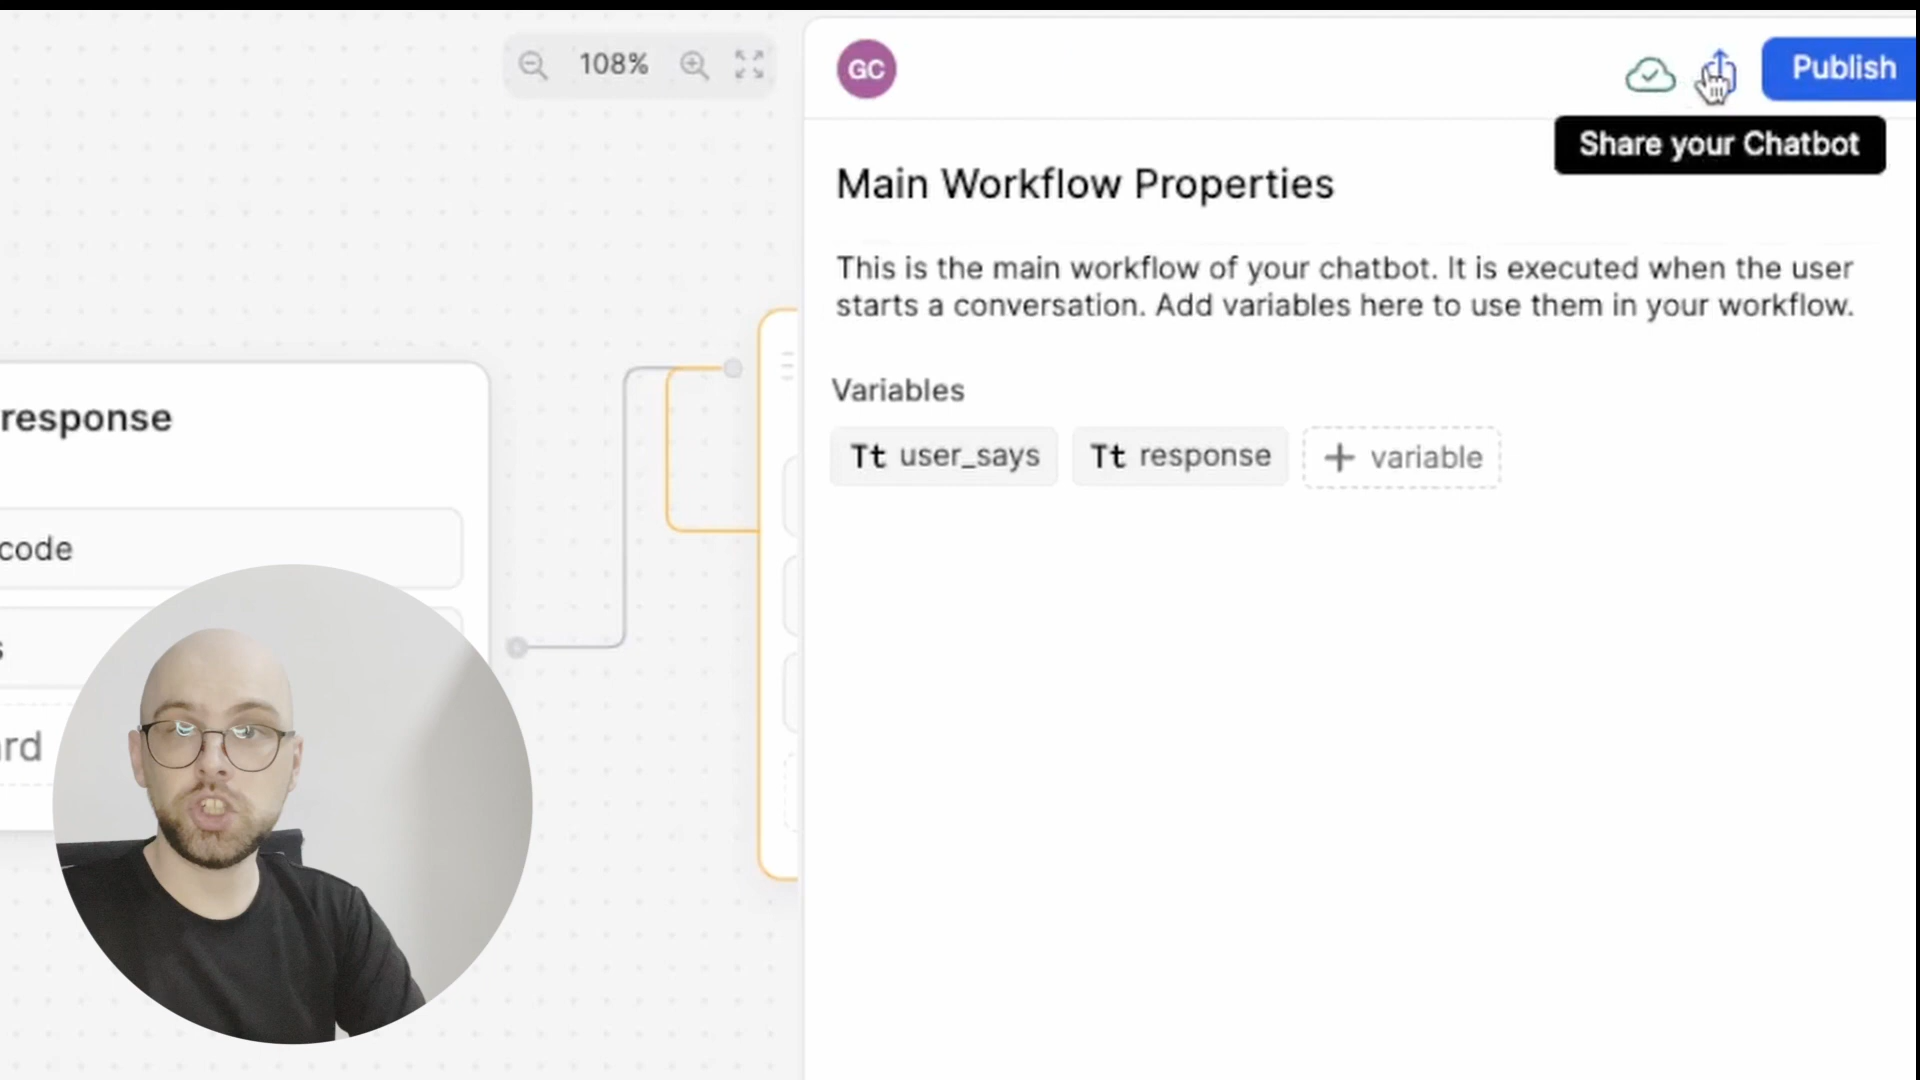 108%
GC
Publish
Share your Chatbot
Main Workflow Properties
This is the main workflow of your chatbot. It is executed when the user
starts a conversation. Add variables here to use them in your workflow.
Variables
Tt user_says
Tt response
+ variable
response
code
s
rd